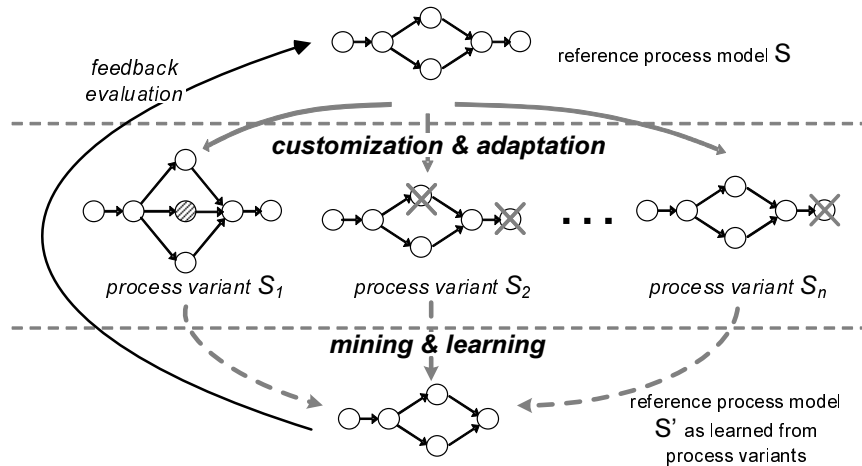 reference process model S
feedback
evaluation
customization & adaptation
...
process variant S1
process variant S2
process variant Sn
mining & learning
reference process model
S’ as learned from
process variants